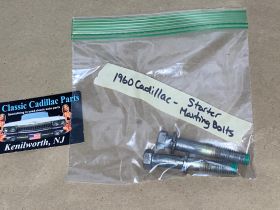 Classic Cadillac Parts
Kenilworth, NJ
1960 Cadillac - Starter
Mounting Bolts